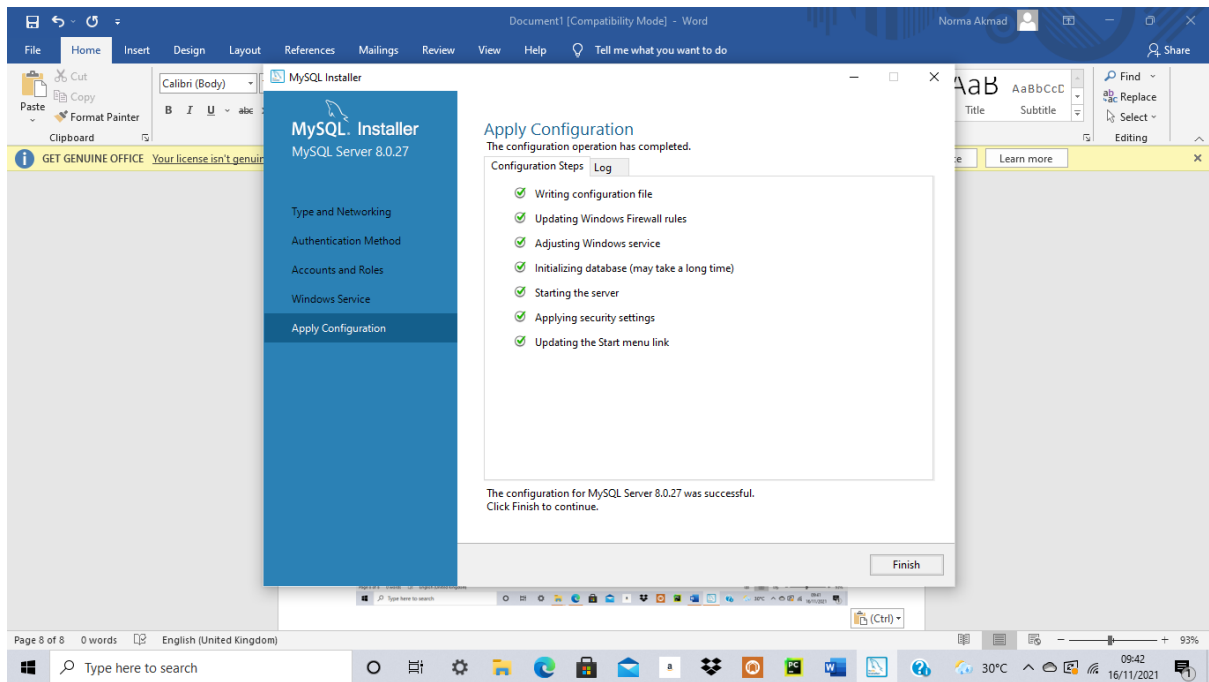 Document1 [Compatibility Mode] - Word
Norma Akmad
File Home Insert Design Layout References Mailings Review View Help Tell me what you want to do Share
Cut
Copy
Format Painter
Paste
Clipboard
Calibri (Body)
B I U abc
Title
AaBbCcD
Subtitle
Find
Replace
Select
Editing
GET GENUINE OFFICE Your license isn't genuin
Learn more
MySQL Installer
MySQL. Installer
MySQL Server 8.0.27
Type and Networking
Authentication Method
Accounts and Roles
Windows Service
Apply Configuration
Apply Configuration
The configuration operation has completed.
Configuration Steps Log
Writing configuration file
Updating Windows Firewall rules
Adjusting Windows service
Initializing database (may take a long time)
Starting the server
Applying security settings
Updating the Start menu link
The configuration for MySQL Server 8.0.27 was successful.
Click Finish to continue.
Finish
Type here to search
(Ctrl)
Page 8 of 8 0 words English (United Kingdom)
93%
Type here to search
30°C
09:42
16/11/2021